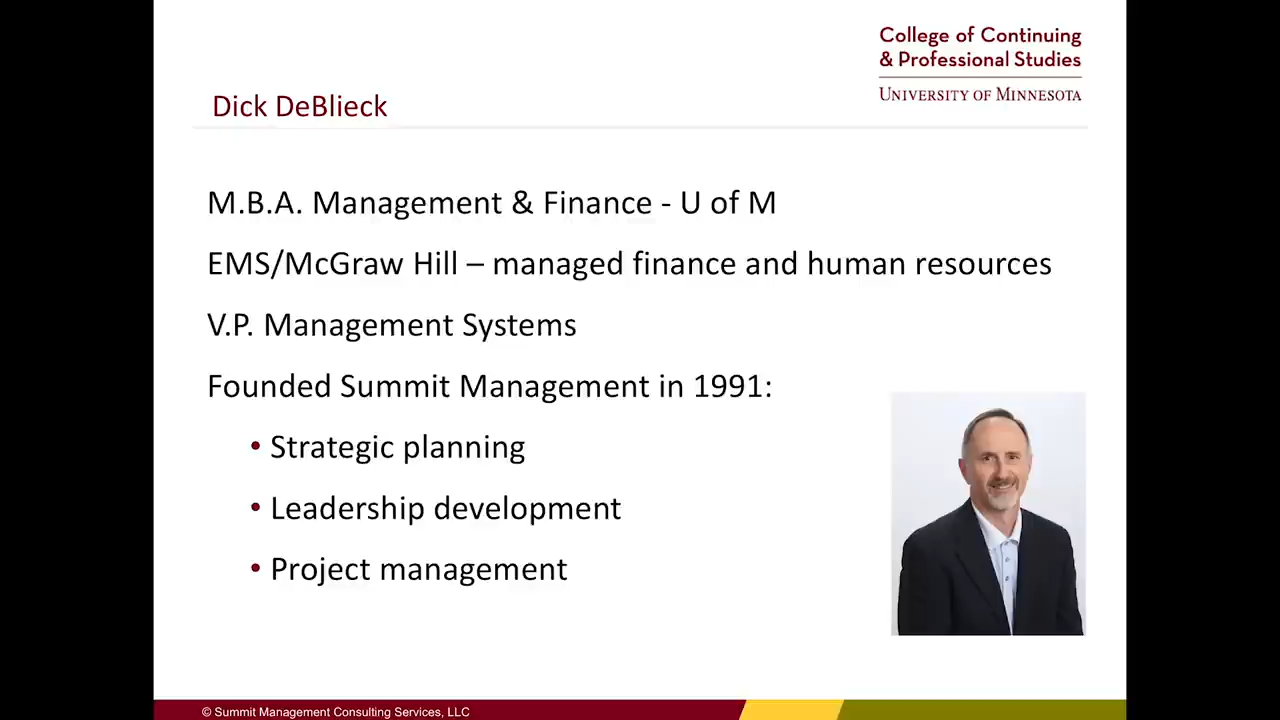 College of Continuing
& Professional Studies
University of Minnesota
Dick DeBlieck
M.B.A. Management & Finance - U of M
EMS/McGraw Hill – managed finance and human resources
V.P. Management Systems
Founded Summit Management in 1991:
• Strategic planning
• Leadership development
• Project management
© Summit Management Consulting Services, LLC